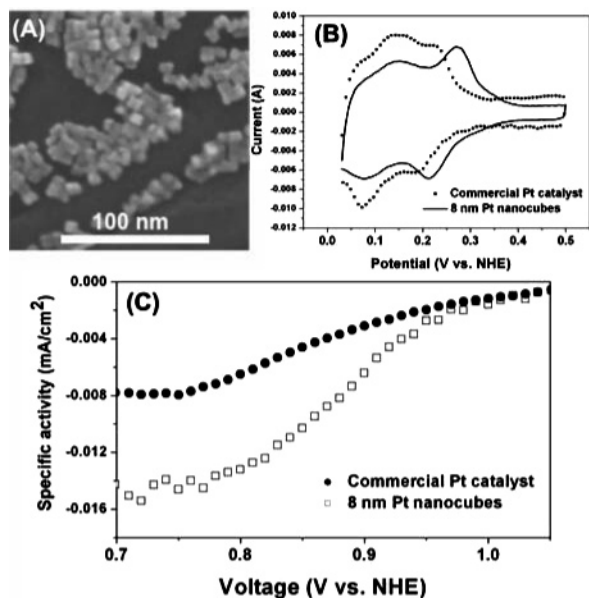 (A)
100 nm
(B)
0.008
0.006
0.004
0.002
0.000
-0.002
-0.004
-0.006
-0.008
-0.010
-0.012
Current (A)
Commercial Pt catalyst
8 nm Pt nanocubes
0.0 0.1 0.2 0.3 0.4 0.5
Potential (V vs. NHE)
(C)
0.000
-0.004
-0.008
-0.012
-0.016
Specific activity (mA/cm²)
Commercial Pt catalyst
8 nm Pt nanocubes
0.7 0.8 0.9 1.0
Voltage (V vs. NHE)